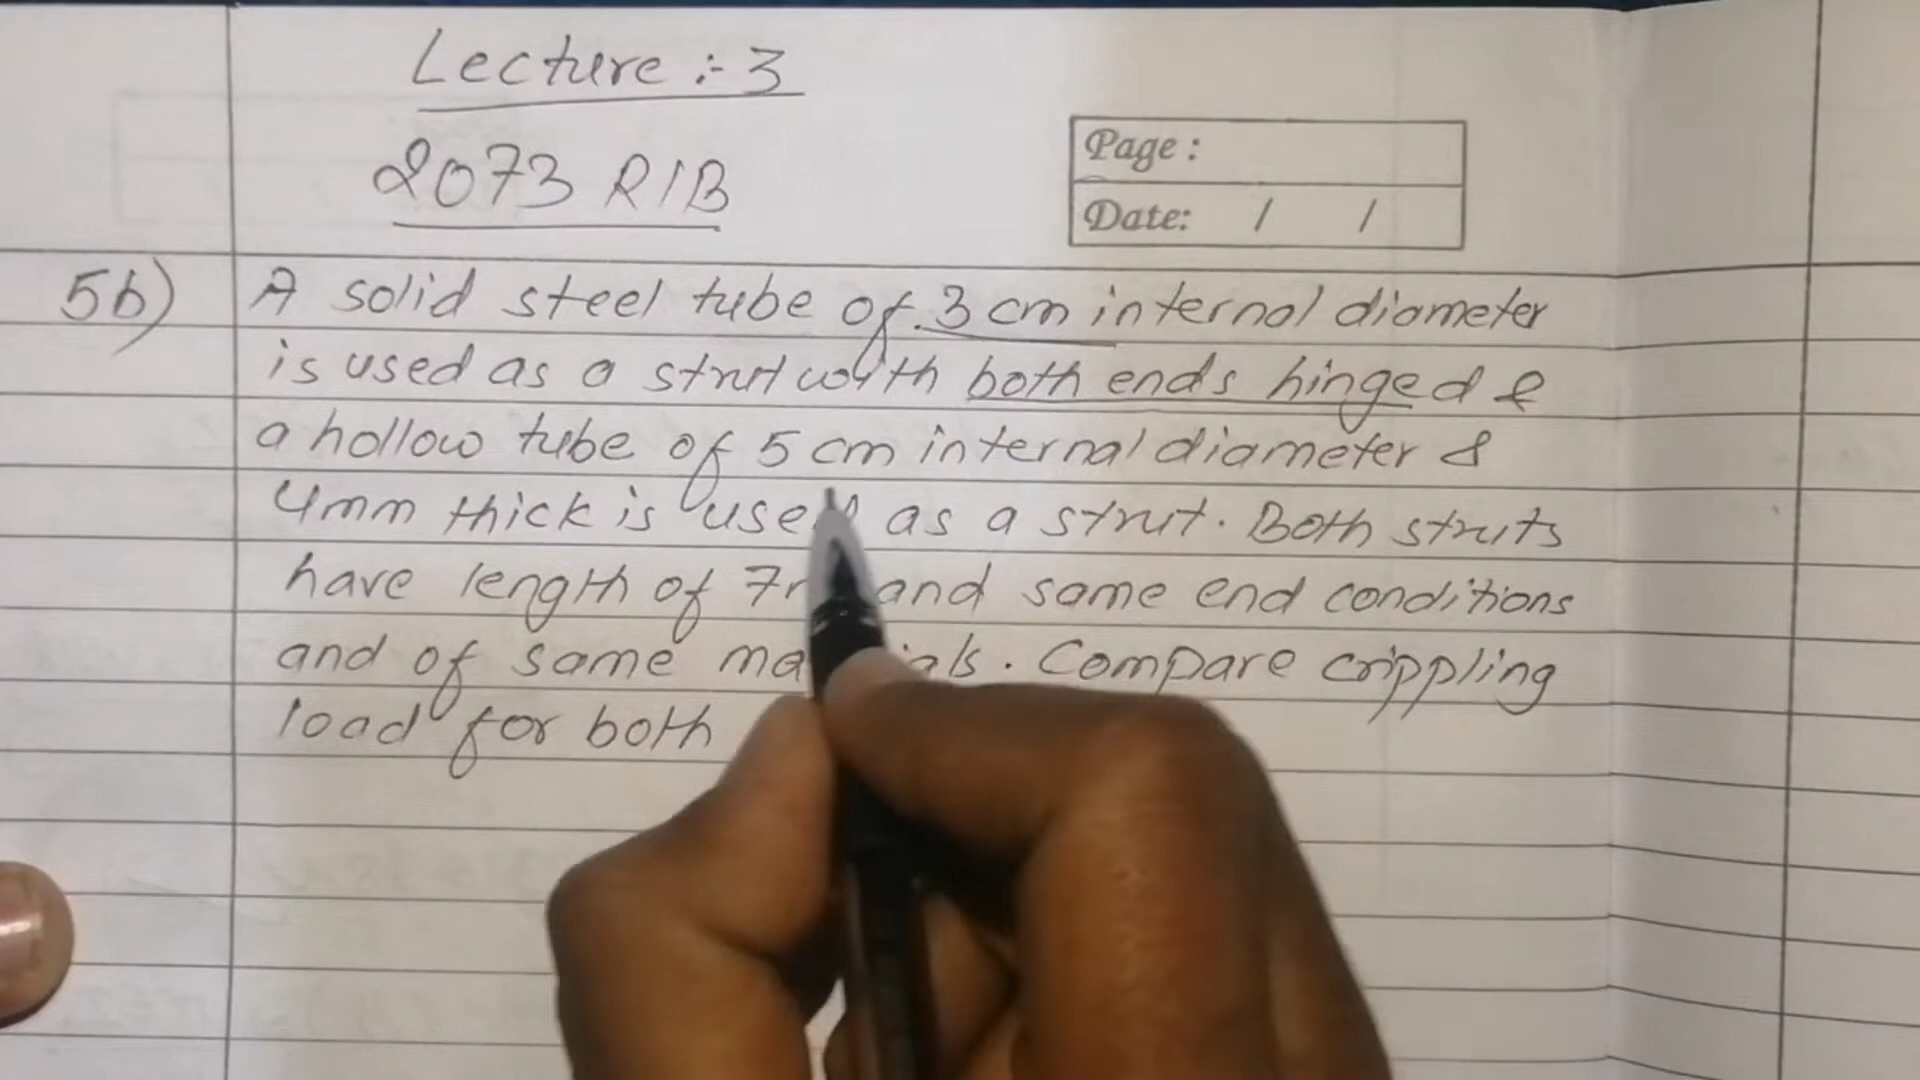 Lecture :- 3
2073 R/B
Page :
Date: / /
5b) A solid steel tube of 3 cm internal diameter
is used as a strut with both ends hinged &
a hollow tube of 5 cm internal diameter &
4mm thick is used as a strut. Both struts
have length of 7 and same end conditions
and of same Compare crippling
load for both